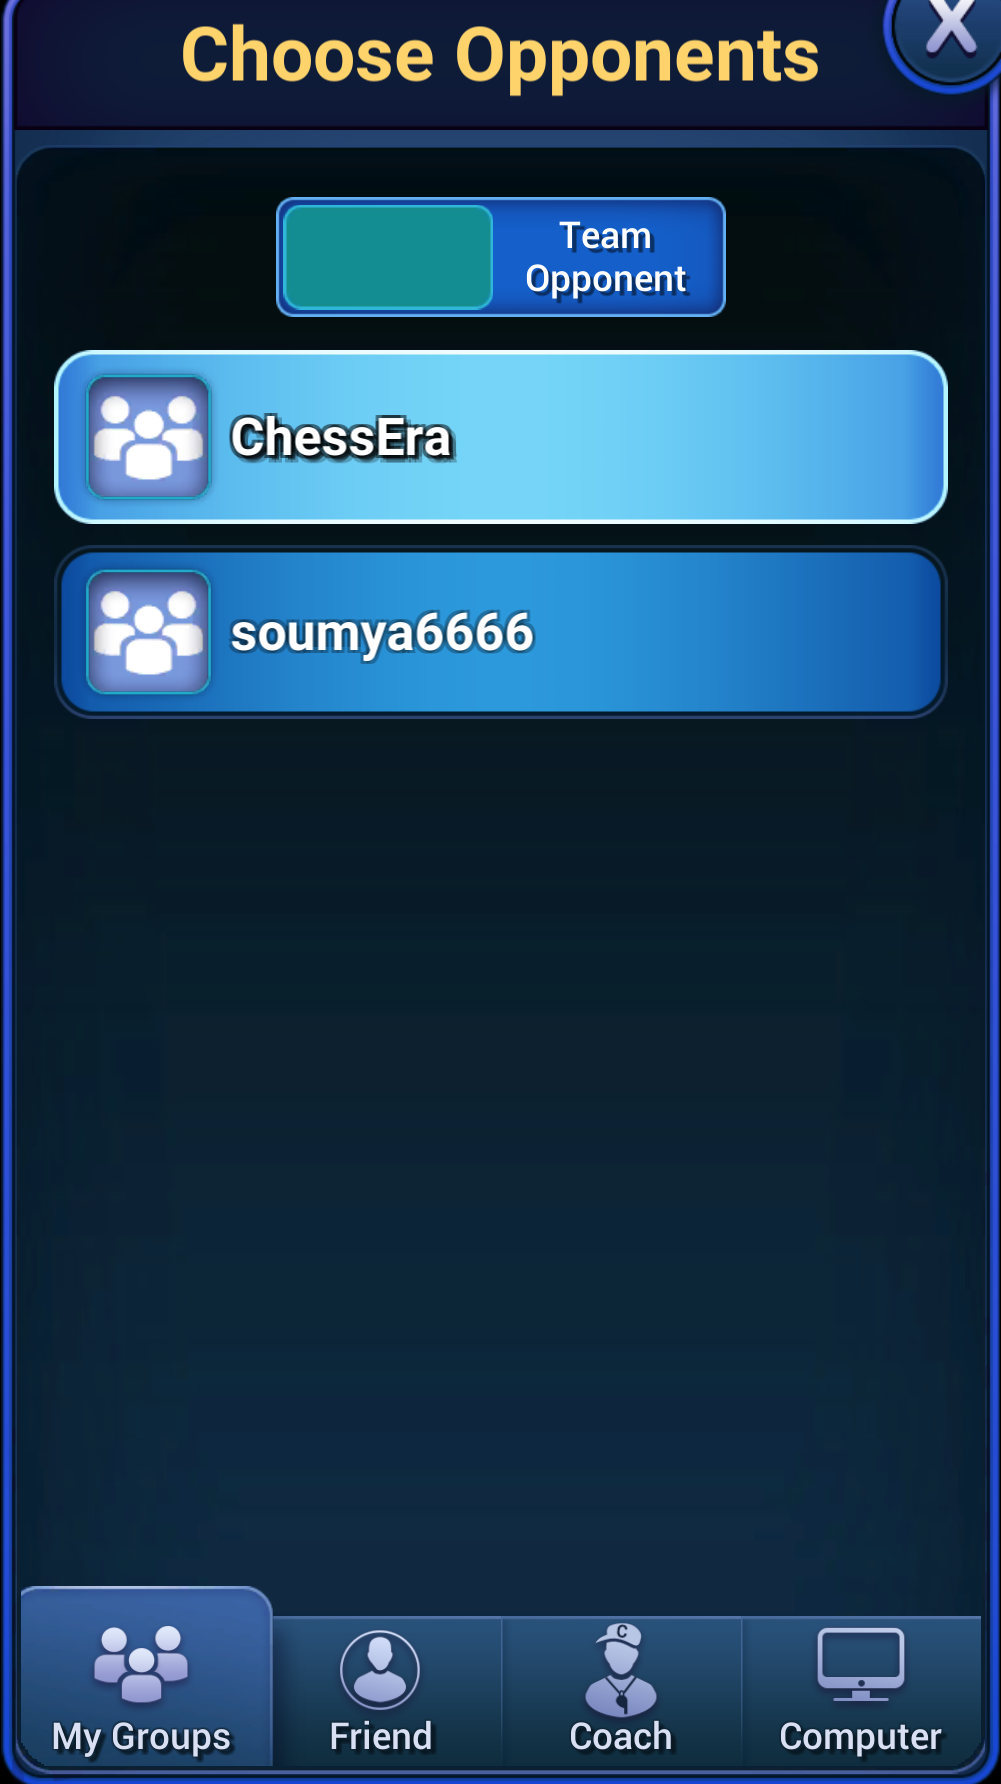 Choose Opponents
X
Team
Opponent
ChessEra
soumya6666
C
My Groups
Friend
Coach
Computer